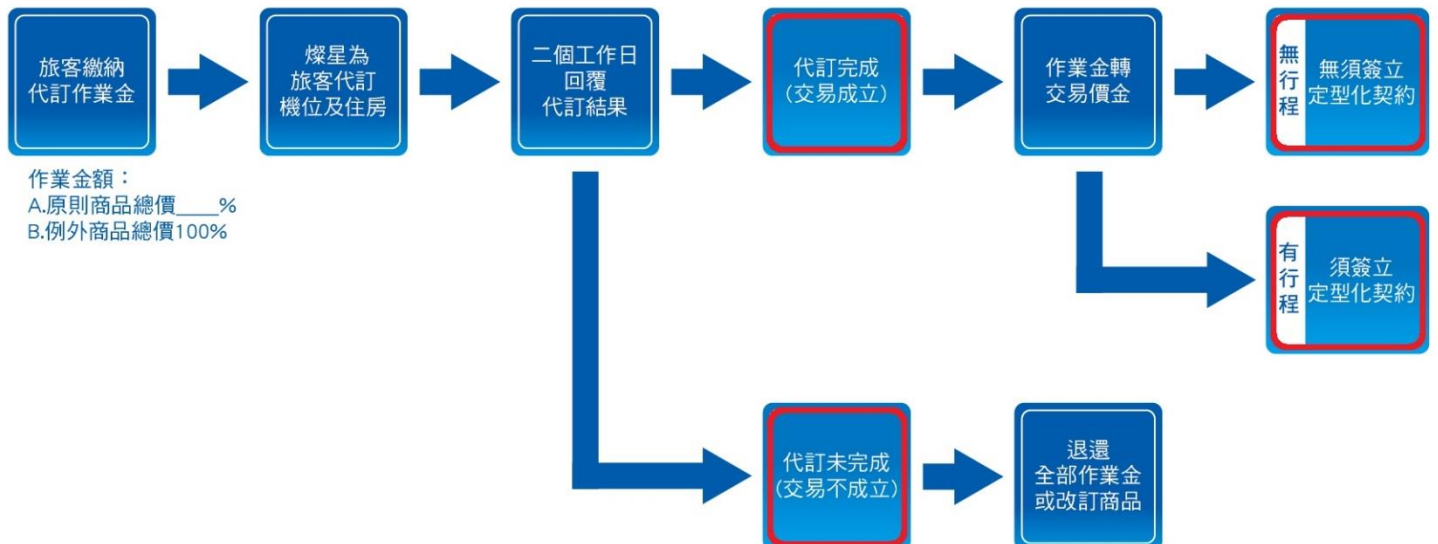 旅客繳納
代訂作業金
燦星為
旅客代訂
機位及住房
二個工作日
回覆
代訂結果
代訂完成
(交易成立)
作業金轉
交易價金
無行程
無須簽立
定型化契約
作業金額：
A.原則商品總價____%
B.例外商品總價100%
有行程
須簽立
定型化契約
代訂未完成
(交易不成立)
退還
全部作業金
或改訂商品